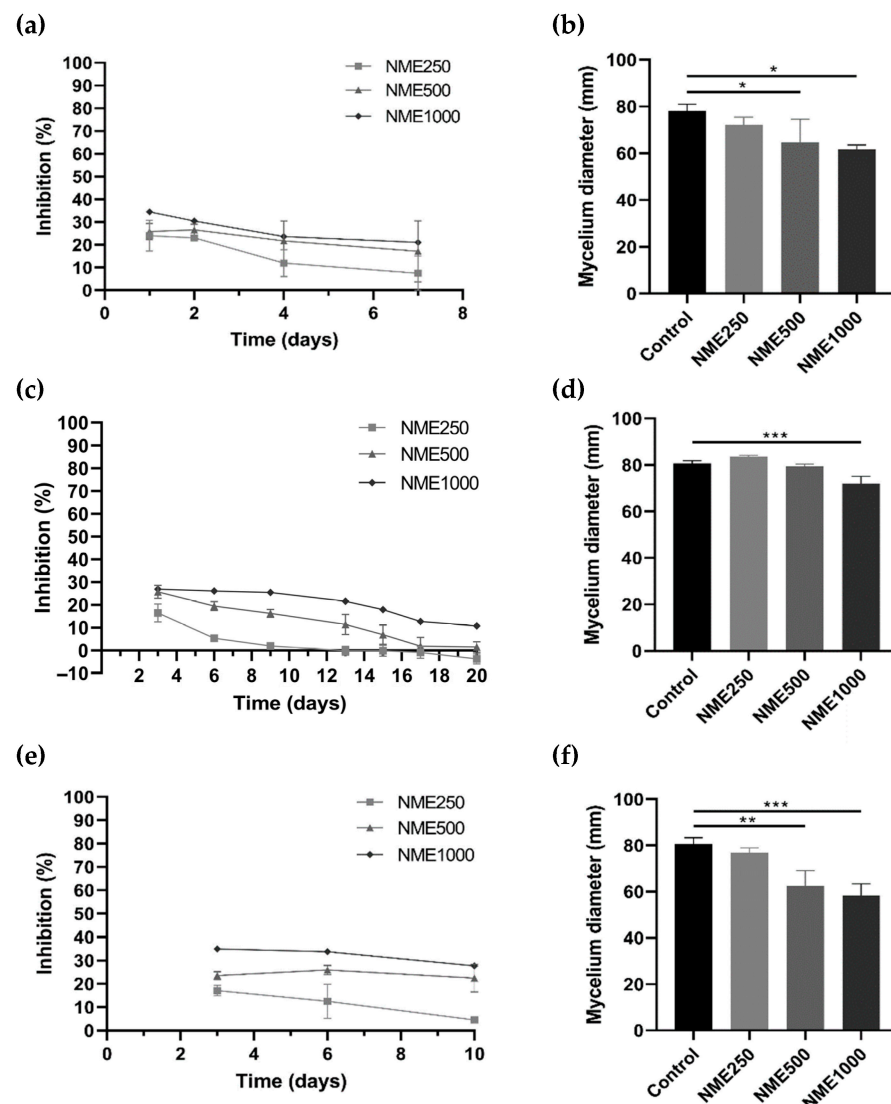 (a)
100
90
80
70
60
50
40
30
20
10
0
Inhibition (%)
NME250
NME500
NME1000
0 2 4 6 8
Time (days)
(b)
*
*
100
80
60
40
20
0
Mycelium diameter (mm)
Control
NME250
NME500
NME1000
(c)
100
90
80
70
60
50
40
30
20
10
0
–10
Inhibition (%)
NME250
NME500
NME1000
2 4 6 8 10 12 14 16 18 20
Time (days)
(d)
***
100
80
60
40
20
0
Mycelium diameter (mm)
Control
NME250
NME500
NME1000
(e)
100
90
80
70
60
50
40
30
20
10
0
Inhibition (%)
NME250
NME500
NME1000
0 2 4 6 8 10
Time (days)
(f)
***
**
100
80
60
40
20
0
Mycelium diameter (mm)
Control
NME250
NME500
NME1000